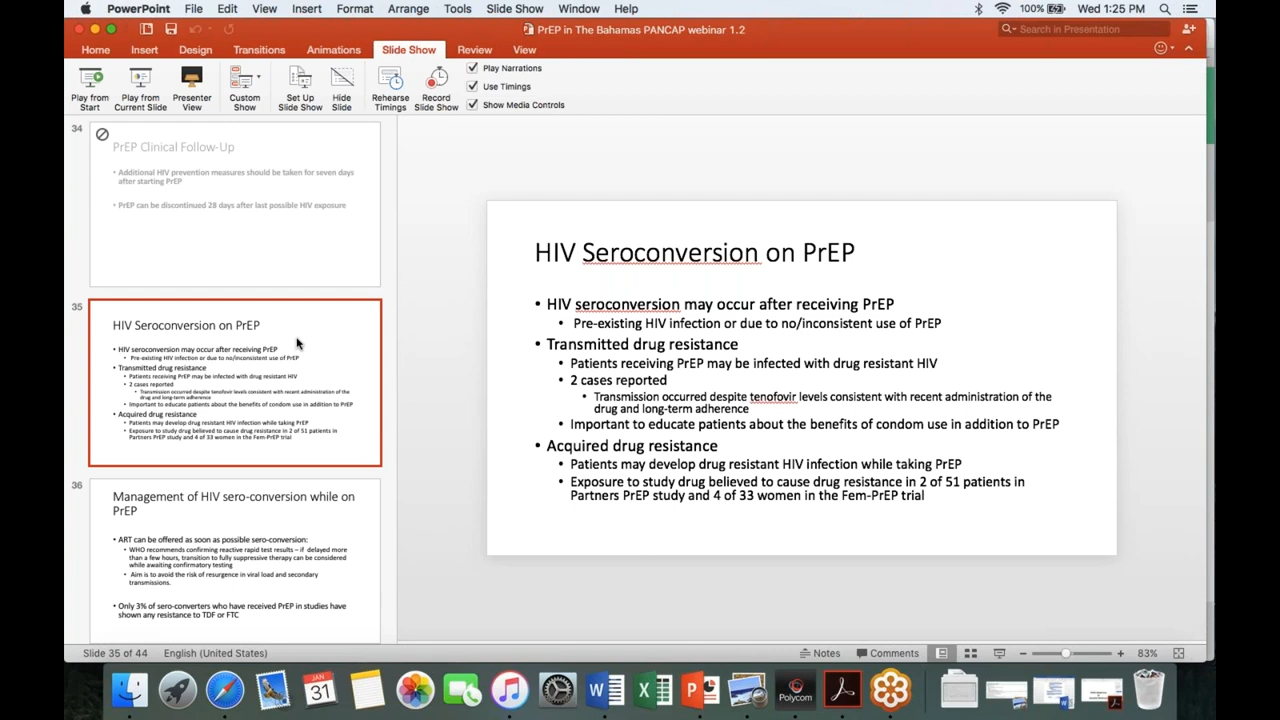 PowerPoint File Edit View Insert Format Arrange Tools Slide Show Window Help 100% Wed 1:25 PM
PrEP in The Bahamas PANCAP webinar 1.2
Search in Presentation
Home Insert Design Transitions Animations Slide Show Review View
Play from Start
Play from Current Slide
Presenter View
Custom Show
Set Up Slide Show
Hide Slide
Rehearse Timings
Record Slide Show
Play Narrations
Use Timings
Show Media Controls
34
PrEP Clinical Follow-Up
• Additional HIV prevention measures should be taken for seven days
after starting PrEP
• PrEP can be discontinued 28 days after last possible HIV exposure
35
HIV Seroconversion on PrEP
• HIV seroconversion may occur after receiving PrEP
• Pre-existing HIV infection or due to no/inconsistent use of PrEP
• Transmitted drug resistance
• Patients receiving PrEP may be infected with drug resistant HIV
• 2 cases reported
• Transmission occurred despite tenofovir levels consistent with recent administration of the
drug and long-term adherence
• Important to educate patients about the benefits of condom use in addition to PrEP
• Acquired drug resistance
• Patients may develop drug resistant HIV infection while taking PrEP
• Exposure to study drug believed to cause drug resistance in 2 of 51 patients in
Partners PrEP study and 4 of 33 women in the Fem-PrEP trial
36
Management of HIV sero-conversion while on
PrEP
• ART can be offered as soon as possible sero-conversion:
• WHO recommends confirming reactive rapid test results – if delayed more
than a few hours, transition to fully suppressive therapy can be considered
while awaiting confirmatory testing
• Aim is to avoid the risk of resurgence in viral load and secondary
transmissions.
• Only 3% of sero-converters who have received PrEP in studies have
shown any resistance to TDF or FTC
HIV Seroconversion on PrEP
• HIV seroconversion may occur after receiving PrEP
• Pre-existing HIV infection or due to no/inconsistent use of PrEP
• Transmitted drug resistance
• Patients receiving PrEP may be infected with drug resistant HIV
• 2 cases reported
• Transmission occurred despite tenofovir levels consistent with recent administration of the
drug and long-term adherence
• Important to educate patients about the benefits of condom use in addition to PrEP
• Acquired drug resistance
• Patients may develop drug resistant HIV infection while taking PrEP
• Exposure to study drug believed to cause drug resistance in 2 of 51 patients in
Partners PrEP study and 4 of 33 women in the Fem-PrEP trial
Slide 35 of 44 English (United States) Notes Comments 83%
JAN
31
Polycom